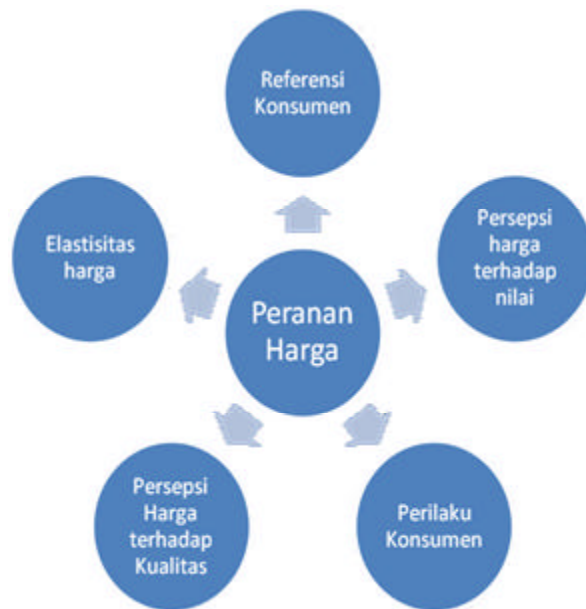 Referensi
Konsumen
Elastisitas
harga
Persepsi
harga
terhadap
nilai
Peranan
Harga
Persepsi
Harga
terhadap
Kualitas
Perilaku
Konsumen